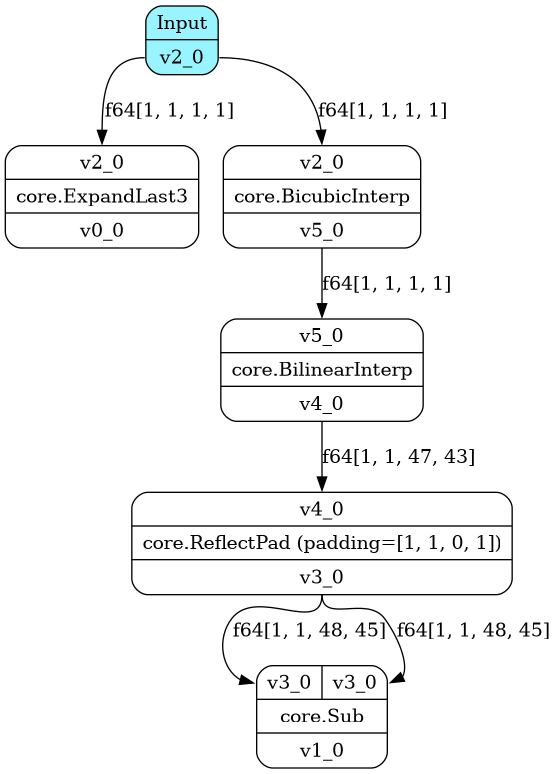 Input
v2_0
f64[1, 1, 1, 1]
f64[1, 1, 1, 1]
v2_0
core.ExpandLast3
v0_0
v2_0
core.BicubicInterp
v5_0
f64[1, 1, 1, 1]
v5_0
core.BilinearInterp
v4_0
f64[1, 1, 47, 43]
v4_0
core.ReflectPad (padding=[1, 1, 0, 1])
v3_0
f64[1, 1, 48, 45]
f64[1, 1, 48, 45]
v3_0 v3_0
core.Sub
v1_0